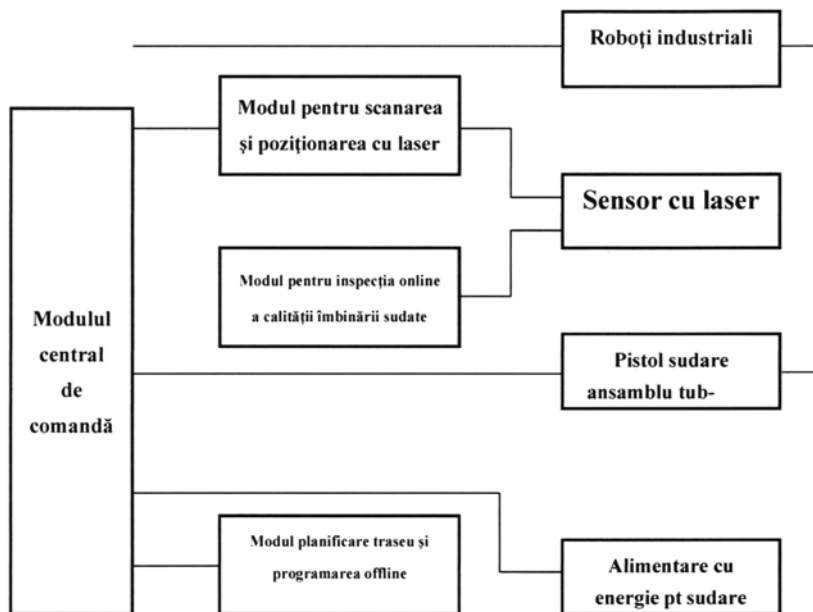 Roboți industriali
Modul pentru scanarea
și poziționarea cu laser
Sensor cu laser
Modul pentru inspecția online
a calității îmbinării sudate
Modulul
central
de
comandă
Pistol sudare
ansamblu tub-
Modul planificare traseu și
programarea offline
Alimentare cu
energie pt sudare